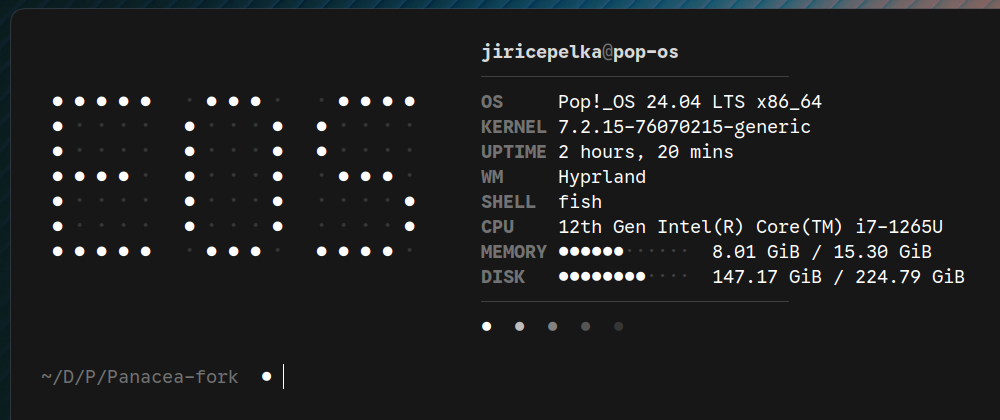 EOS
jiricepelka@pop-os
OS Pop!_OS 24.04 LTS x86_64
KERNEL 7.2.15-76070215-generic
UPTIME 2 hours, 20 mins
WM Hyprland
SHELL fish
CPU 12th Gen Intel(R) Core(TM) i7-1265U
MEMORY 8.01 GiB / 15.30 GiB
DISK 147.17 GiB / 224.79 GiB
~/D/P/Panacea-fork